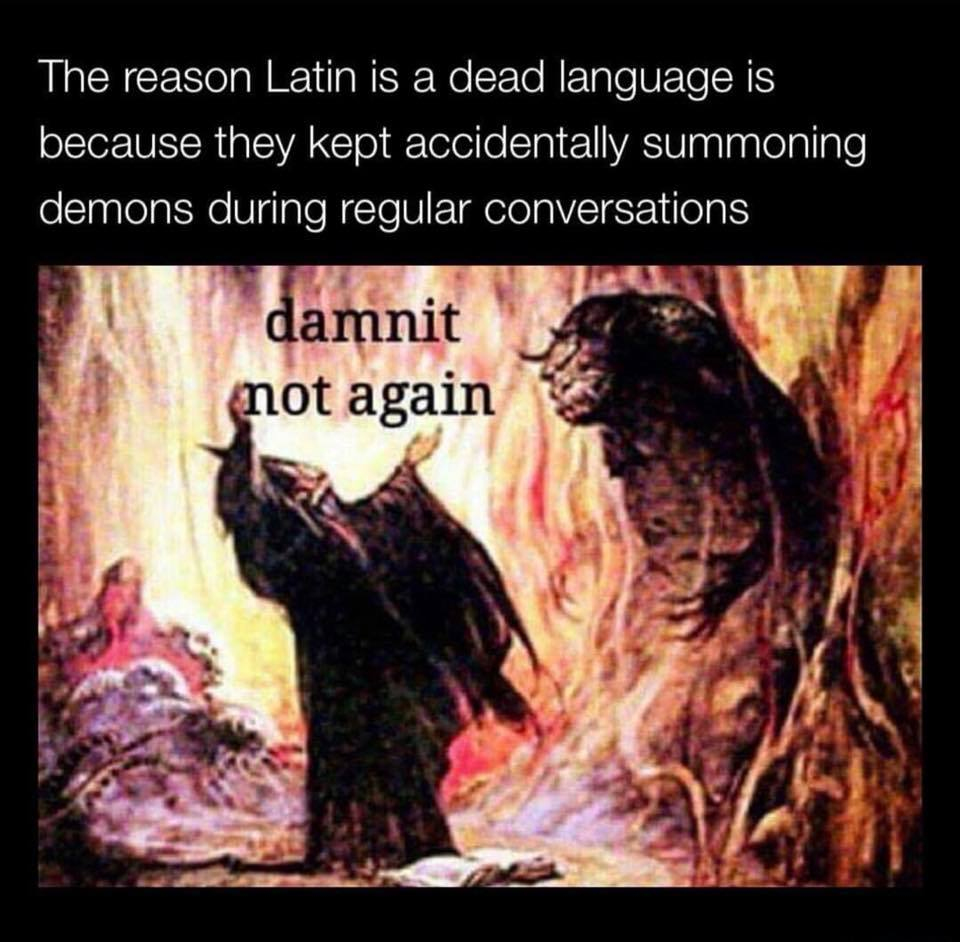 The reason Latin is a dead language is
because they kept accidentally summoning
demons during regular conversations
damnit
not again